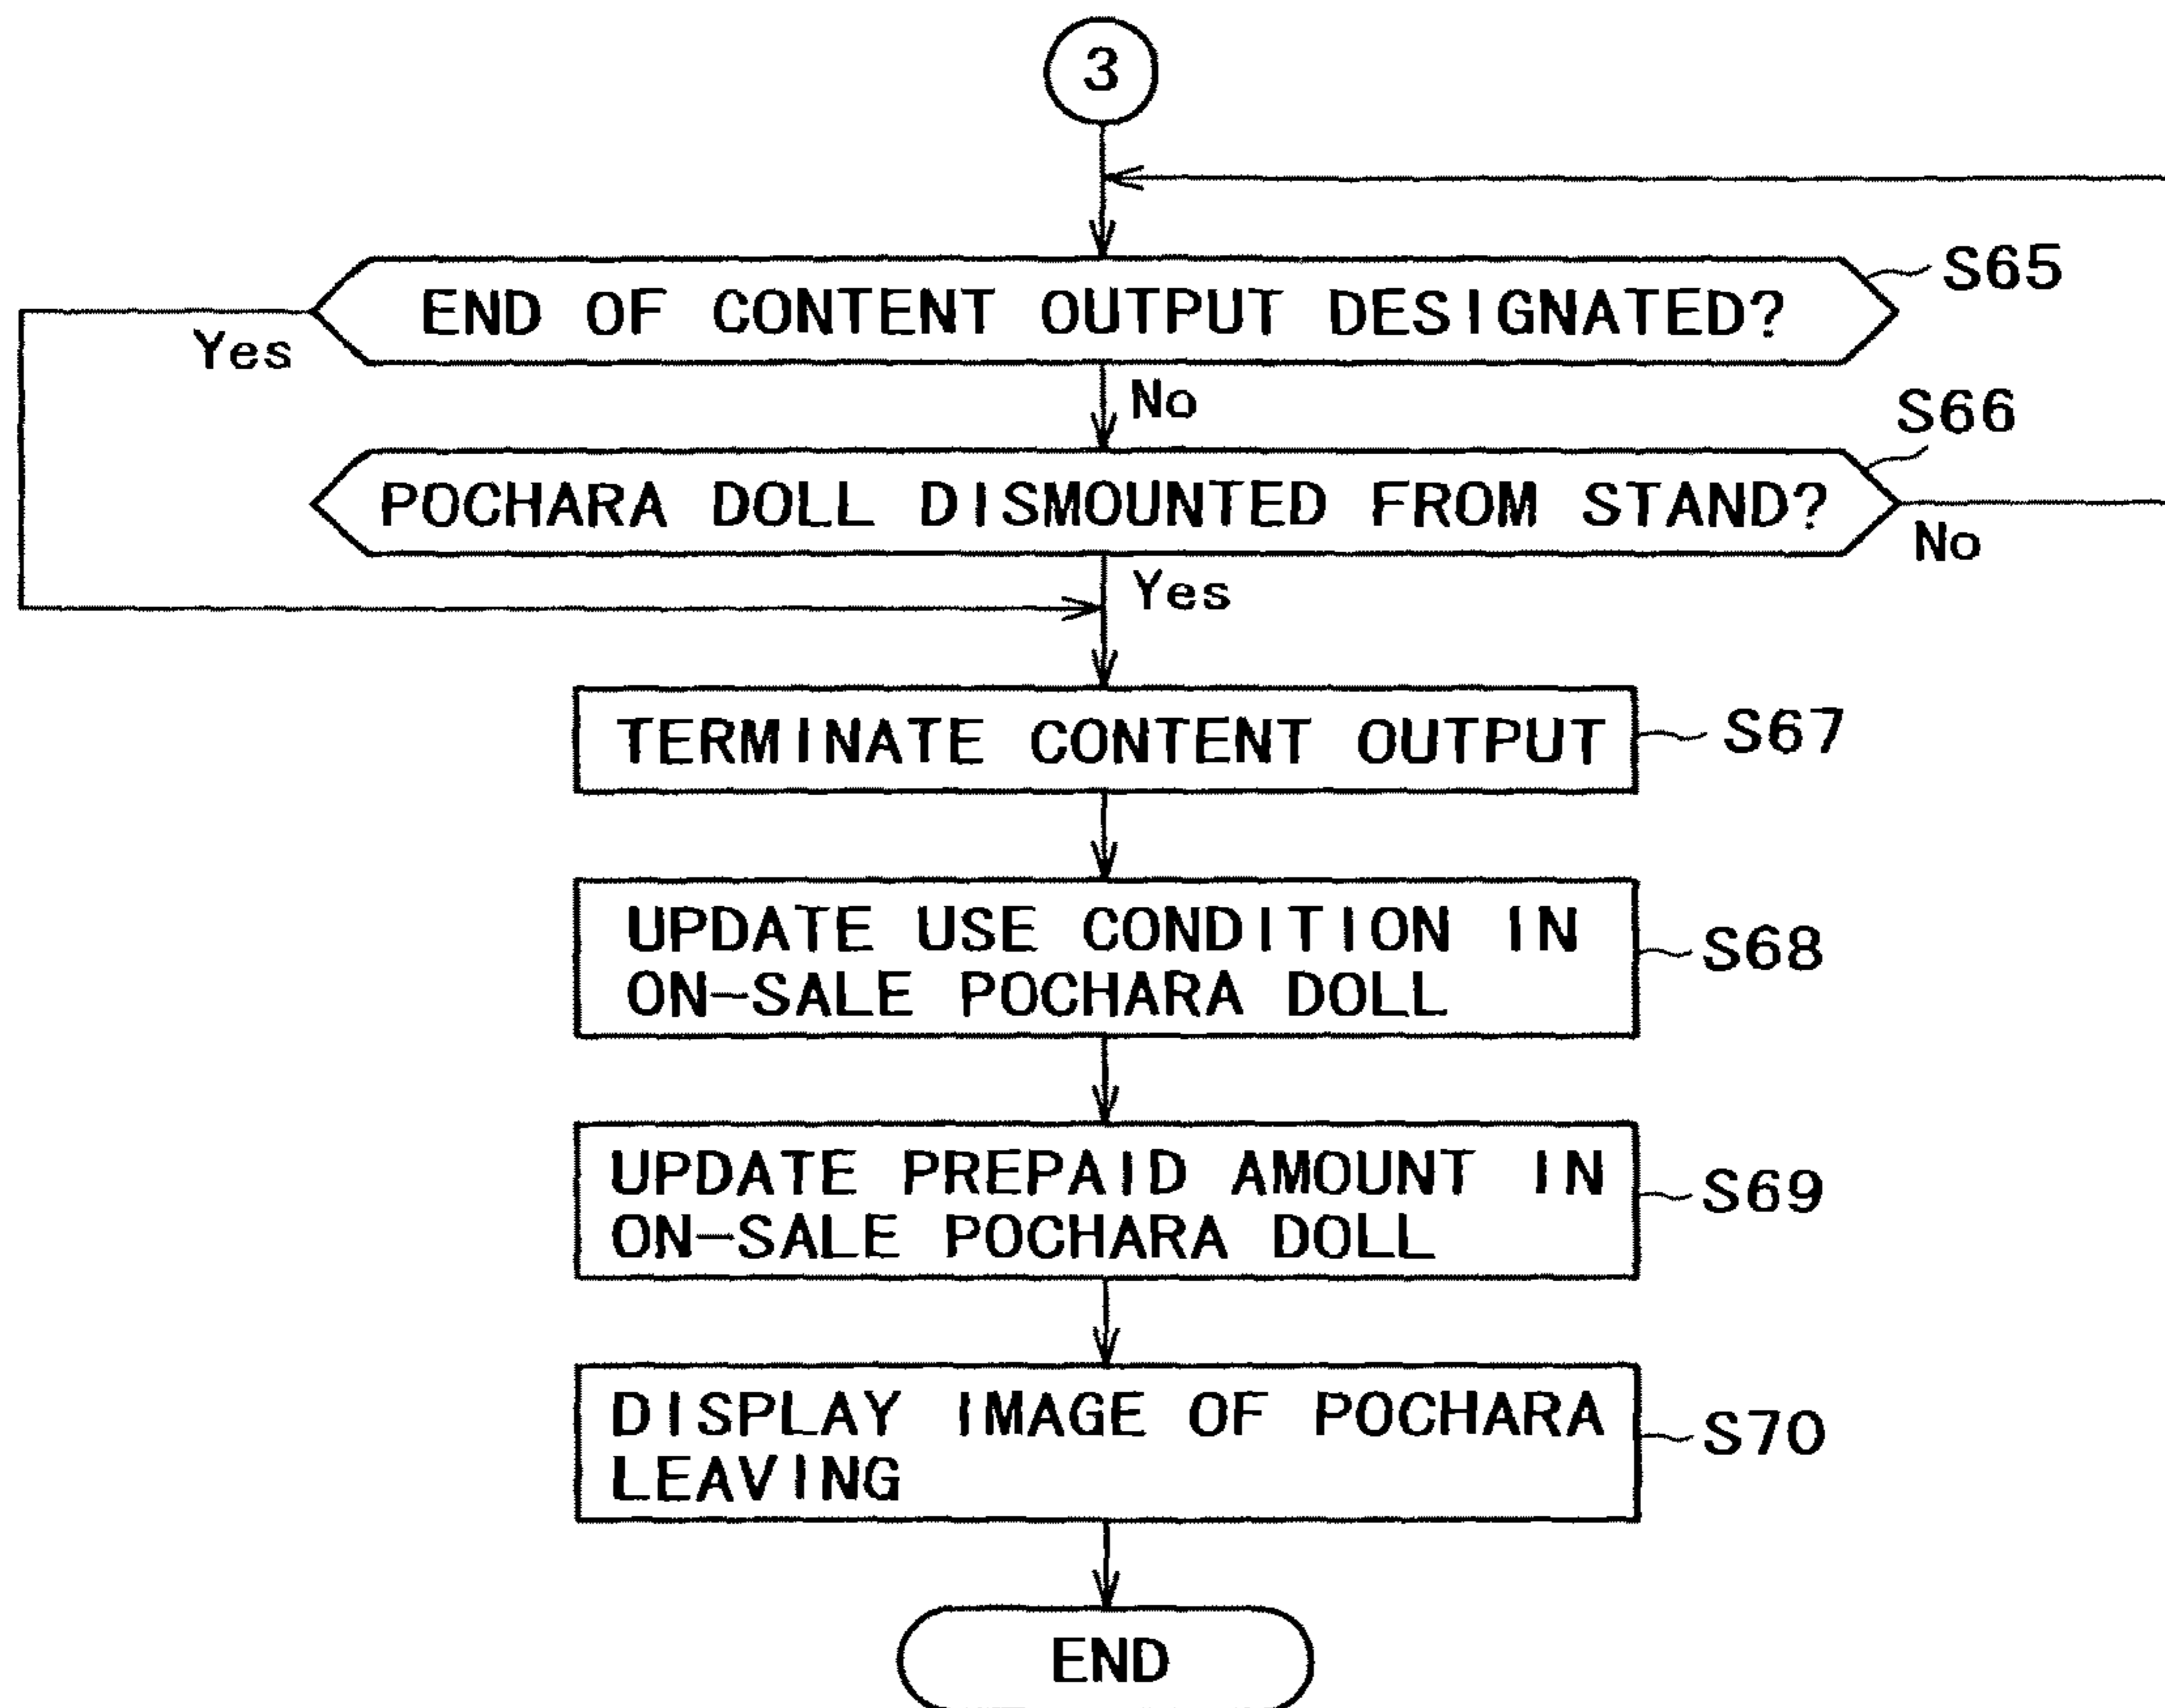 3
END OF CONTENT OUTPUT DESIGNATED?
S65
Yes
No
S66
POCHARA DOLL DISMOUNTED FROM STAND?
No
Yes
TERMINATE CONTENT OUTPUT
S67
UPDATE USE CONDITION IN
ON-SALE POCHARA DOLL
S68
UPDATE PREPAID AMOUNT IN
ON-SALE POCHARA DOLL
S69
DISPLAY IMAGE OF POCHARA
LEAVING
S70
END